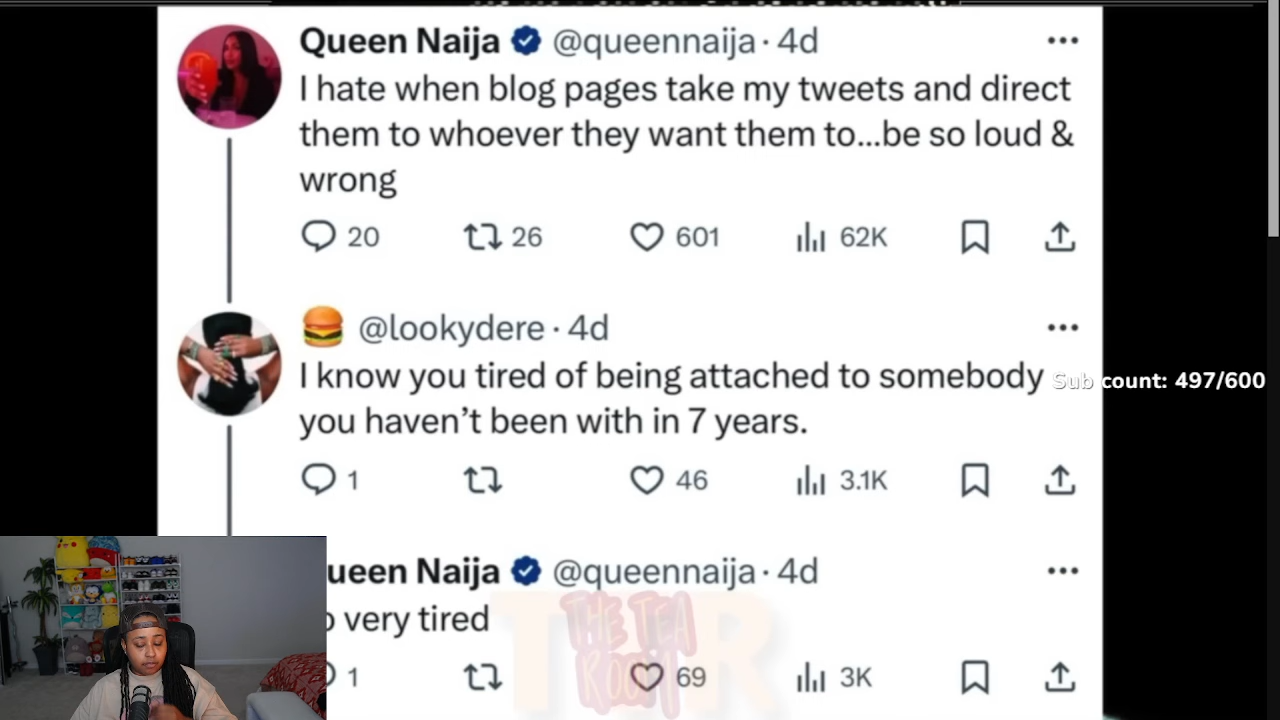 Queen Naija @queennaija · 4d
I hate when blog pages take my tweets and direct
them to whoever they want them to...be so loud &
wrong
20 26 601 62K
🍔 @lookydere · 4d
I know you tired of being attached to somebody
you haven't been with in 7 years.
Sub count: 497/600
1 46 3.1K
ueen Naija @queennaija · 4d
o very tired
1 69 3K
THE TEA
ROOM